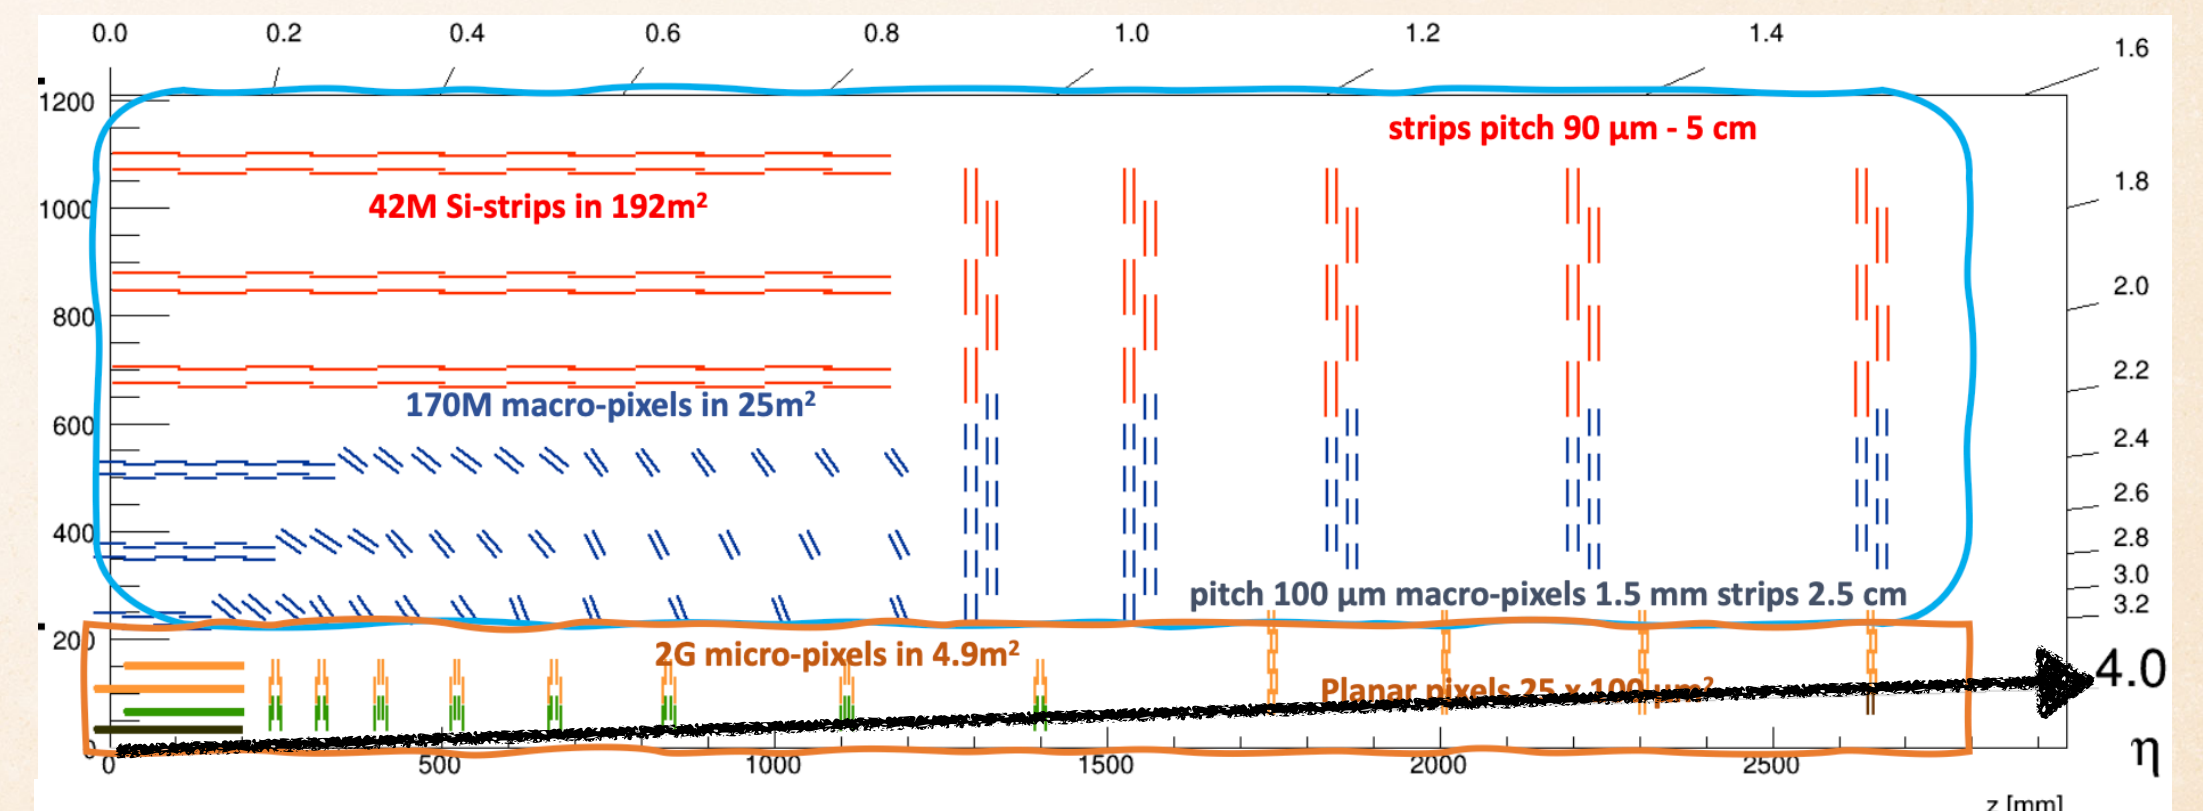 0.0 0.2 0.4 0.6 0.8 1.0 1.2 1.4 1.6
1200
strips pitch 90 µm - 5 cm
1.8
42M Si-strips in 192m²
1000
2.0
800
2.2
170M macro-pixels in 25m²
600
2.4
2.6
400
2.8
3.0
pitch 100 µm macro-pixels 1.5 mm strips 2.5 cm
3.2
200
2G micro-pixels in 4.9m²
4.0
Planar pixels 25 x 100 µm²
0
η
0 500 1000 1500 2000 2500
z [mm]